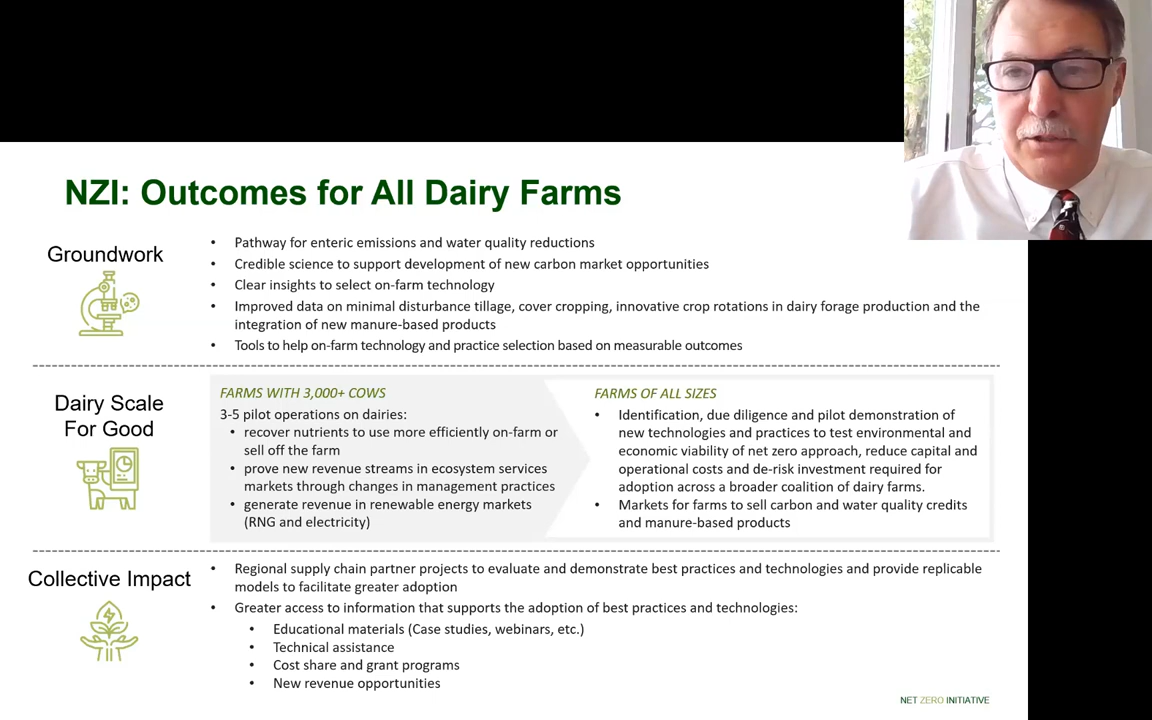 NZI: Outcomes for All Dairy Farms
Groundwork
• Pathway for enteric emissions and water quality reductions
• Credible science to support development of new carbon market opportunities
• Clear insights to select on-farm technology
• Improved data on minimal disturbance tillage, cover cropping, innovative crop rotations in dairy forage production and the
integration of new manure-based products
• Tools to help on-farm technology and practice selection based on measurable outcomes
Dairy Scale
For Good
FARMS WITH 3,000+ COWS
3-5 pilot operations on dairies:
• recover nutrients to use more efficiently on-farm or
sell off the farm
• prove new revenue streams in ecosystem services
markets through changes in management practices
• generate revenue in renewable energy markets
(RNG and electricity)
FARMS OF ALL SIZES
• Identification, due diligence and pilot demonstration of
new technologies and practices to test environmental and
economic viability of net zero approach, reduce capital and
operational costs and de-risk investment required for
adoption across a broader coalition of dairy farms.
• Markets for farms to sell carbon and water quality credits
and manure-based products
Collective Impact
• Regional supply chain partner projects to evaluate and demonstrate best practices and technologies and provide replicable
models to facilitate greater adoption
• Greater access to information that supports the adoption of best practices and technologies:
• Educational materials (Case studies, webinars, etc.)
• Technical assistance
• Cost share and grant programs
• New revenue opportunities
NET ZERO INITIATIVE